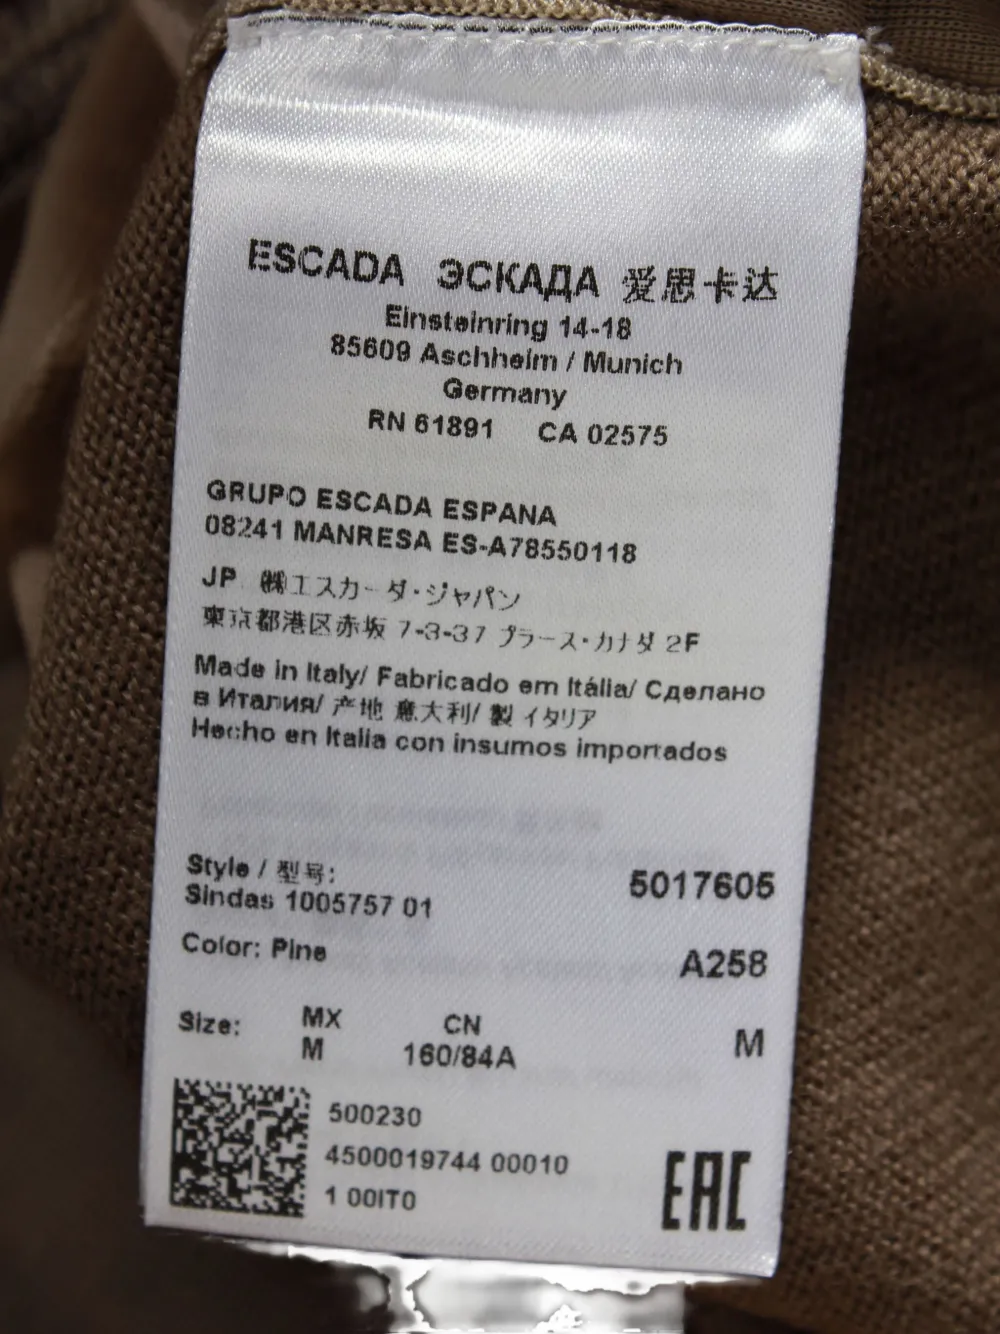 ESCADA ЭСКАДА 爱思卡达
Einsteinring 14-18
85609 Aschheim / Munich
Germany
RN 61891 CA 02575
GRUPO ESCADA ESPANA
08241 MANRESA ES-A78550118
JP ㈱エスカーダ・ジャパン
東京都港区赤坂 7-3-37 プラース・カナダ 2F
Made in Italy/ Fabricado em Itália/ Сделано
в Италия/ 产地 意大利/ 製 イタリア
Hecho en Italia con insumos importados
Style / 型号: 5017605
Sindas 1005757 01
Color: Pine A258
Size: MX CN M
M 160/84A
500230
4500019744 00010
1 00IT0
EAC